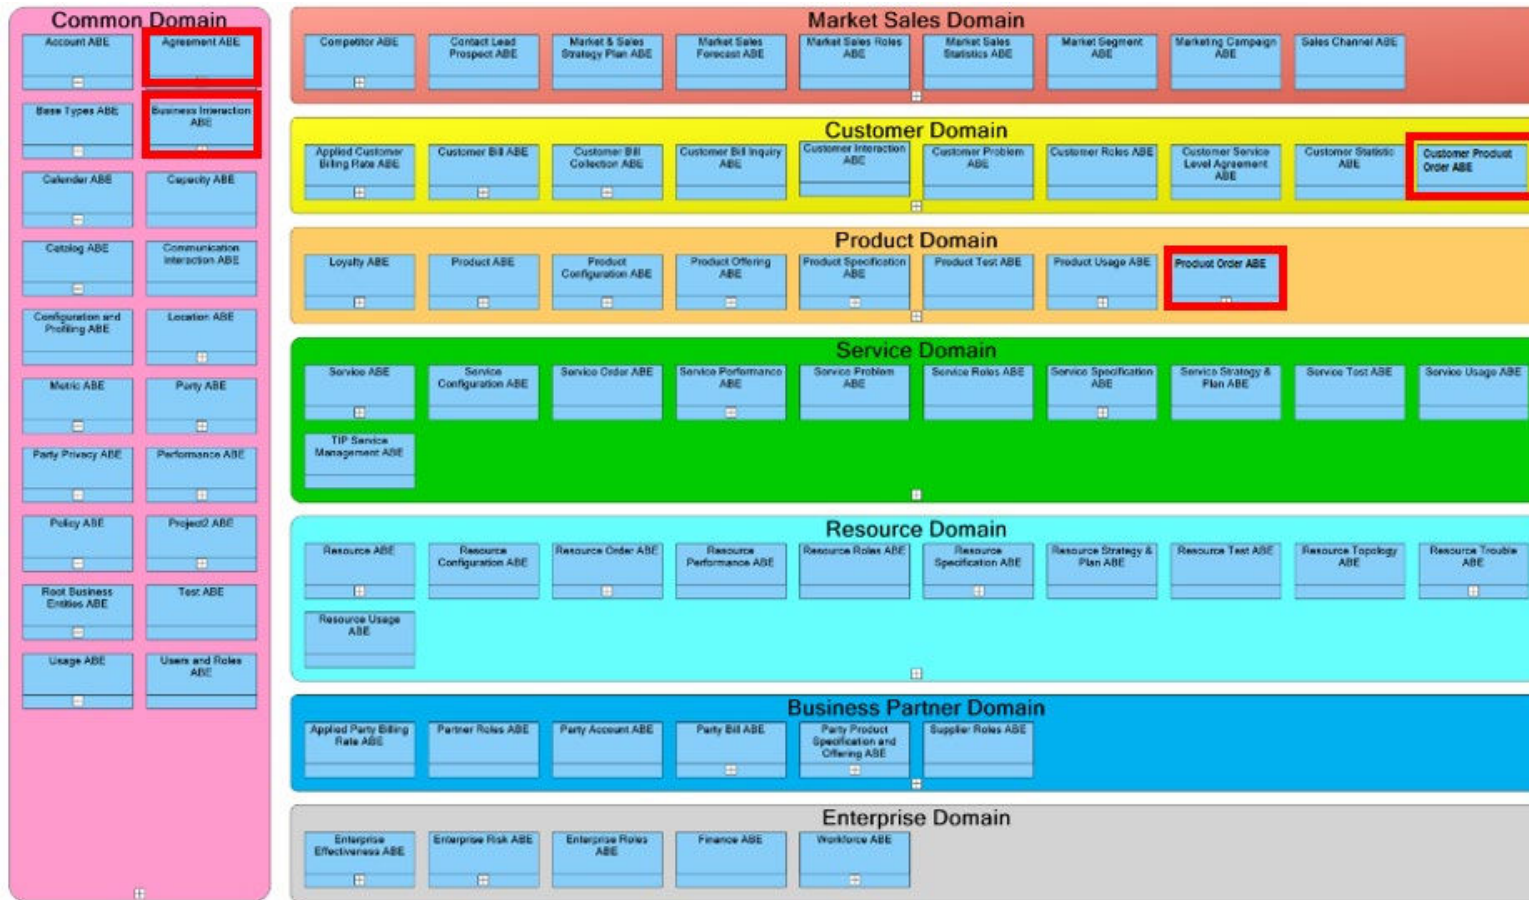 Common Domain
Account ABE
Agreement ABE
Base Types ABE
Business Interaction
ABE
Calender ABE
Capacity ABE
Catalog ABE
Communication
Interaction ABE
Configuration and
Profiling ABE
Location ABE
Metric ABE
Party ABE
Party Privacy ABE
Performance ABE
Policy ABE
Project2 ABE
Root Business
Entities ABE
Test ABE
Usage ABE
Users and Roles
ABE
Market Sales Domain
Competitor ABE
Contact Lead
Prospect ABE
Market & Sales
Strategy Plan ABE
Market Sales
Forecast ABE
Market Sales Roles
ABE
Market Sales
Statistics ABE
Market Segment
ABE
Marketing Campaign
ABE
Sales Channel ABE
Customer Domain
Applied Customer
Billing Rate ABE
Customer Bill ABE
Customer Bill
Collection ABE
Customer Bill Inquiry
ABE
Customer Interaction
ABE
Customer Problem
ABE
Customer Roles ABE
Customer Service
Level Agreement
ABE
Customer Statistic
ABE
Customer Product
Order ABE
Product Domain
Loyalty ABE
Product ABE
Product
Configuration ABE
Product Offering
ABE
Product Specification
ABE
Product Test ABE
Product Usage ABE
Product Order ABE
Service Domain
Service ABE
Service
Configuration ABE
Service Order ABE
Service Performance
ABE
Service Problem
ABE
Service Roles ABE
Service Specification
ABE
Service Strategy &
Plan ABE
Service Test ABE
Service Usage ABE
TIP Service
Management ABE
Resource Domain
Resource ABE
Resource
Configuration ABE
Resource Order ABE
Resource
Performance ABE
Resource Roles ABE
Resource
Specification ABE
Resource Strategy &
Plan ABE
Resource Test ABE
Resource Topology
ABE
Resource Trouble
ABE
Resource Usage
ABE
Business Partner Domain
Applied Party Billing
Rate ABE
Partner Roles ABE
Party Account ABE
Party Bill ABE
Party Product
Specification and
Offering ABE
Supplier Roles ABE
Enterprise Domain
Enterprise
Effectiveness ABE
Enterprise Risk ABE
Enterprise Roles
ABE
Finance ABE
Workforce ABE